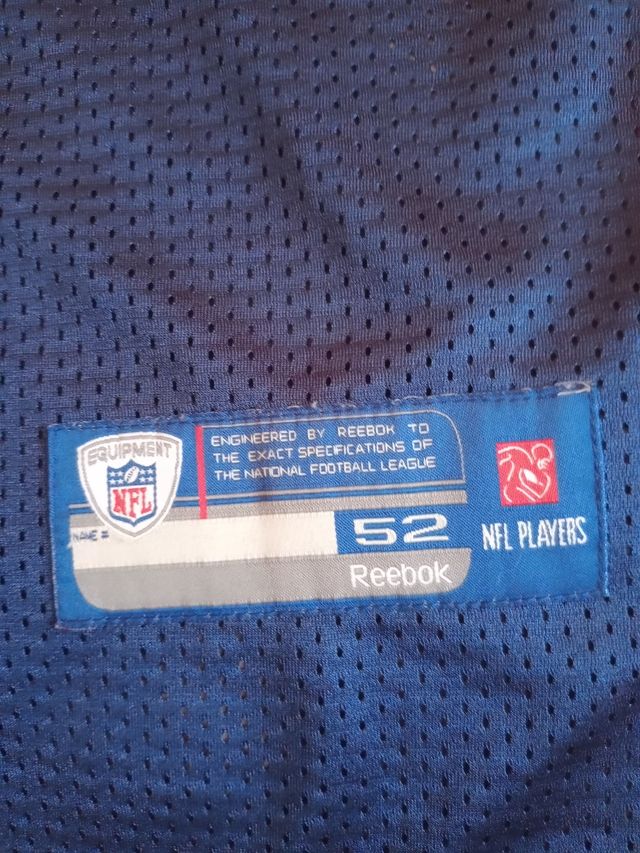 EQUIPMENT
NFL
ENGINEERED BY REEBOK TO
THE EXACT SPECIFICATIONS OF
THE NATIONAL FOOTBALL LEAGUE
NAME #
52
Reebok
NFL PLAYERS